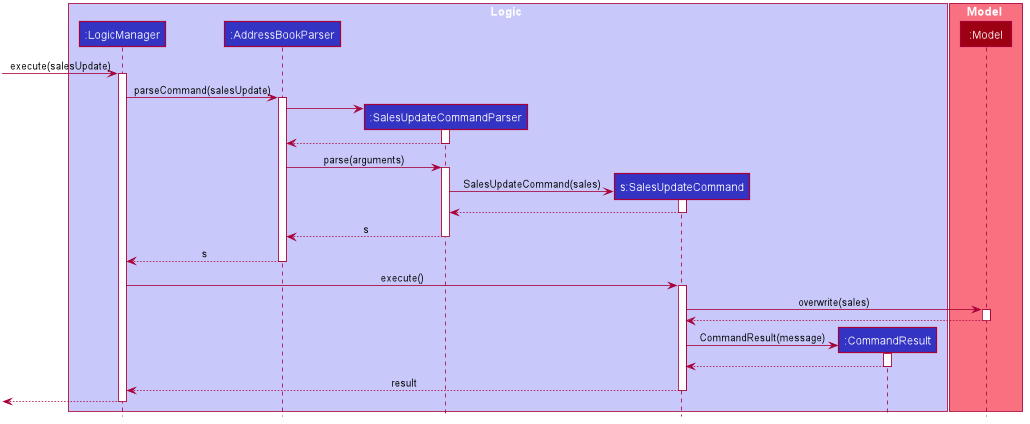 Logic
Model
:LogicManager
:AddressBookParser
:Model
execute(salesUpdate)
parseCommand(salesUpdate)
:SalesUpdateCommandParser
parse(arguments)
SalesUpdateCommand(sales)
s:SalesUpdateCommand
s
s
execute()
overwrite(sales)
CommandResult(message)
:CommandResult
result